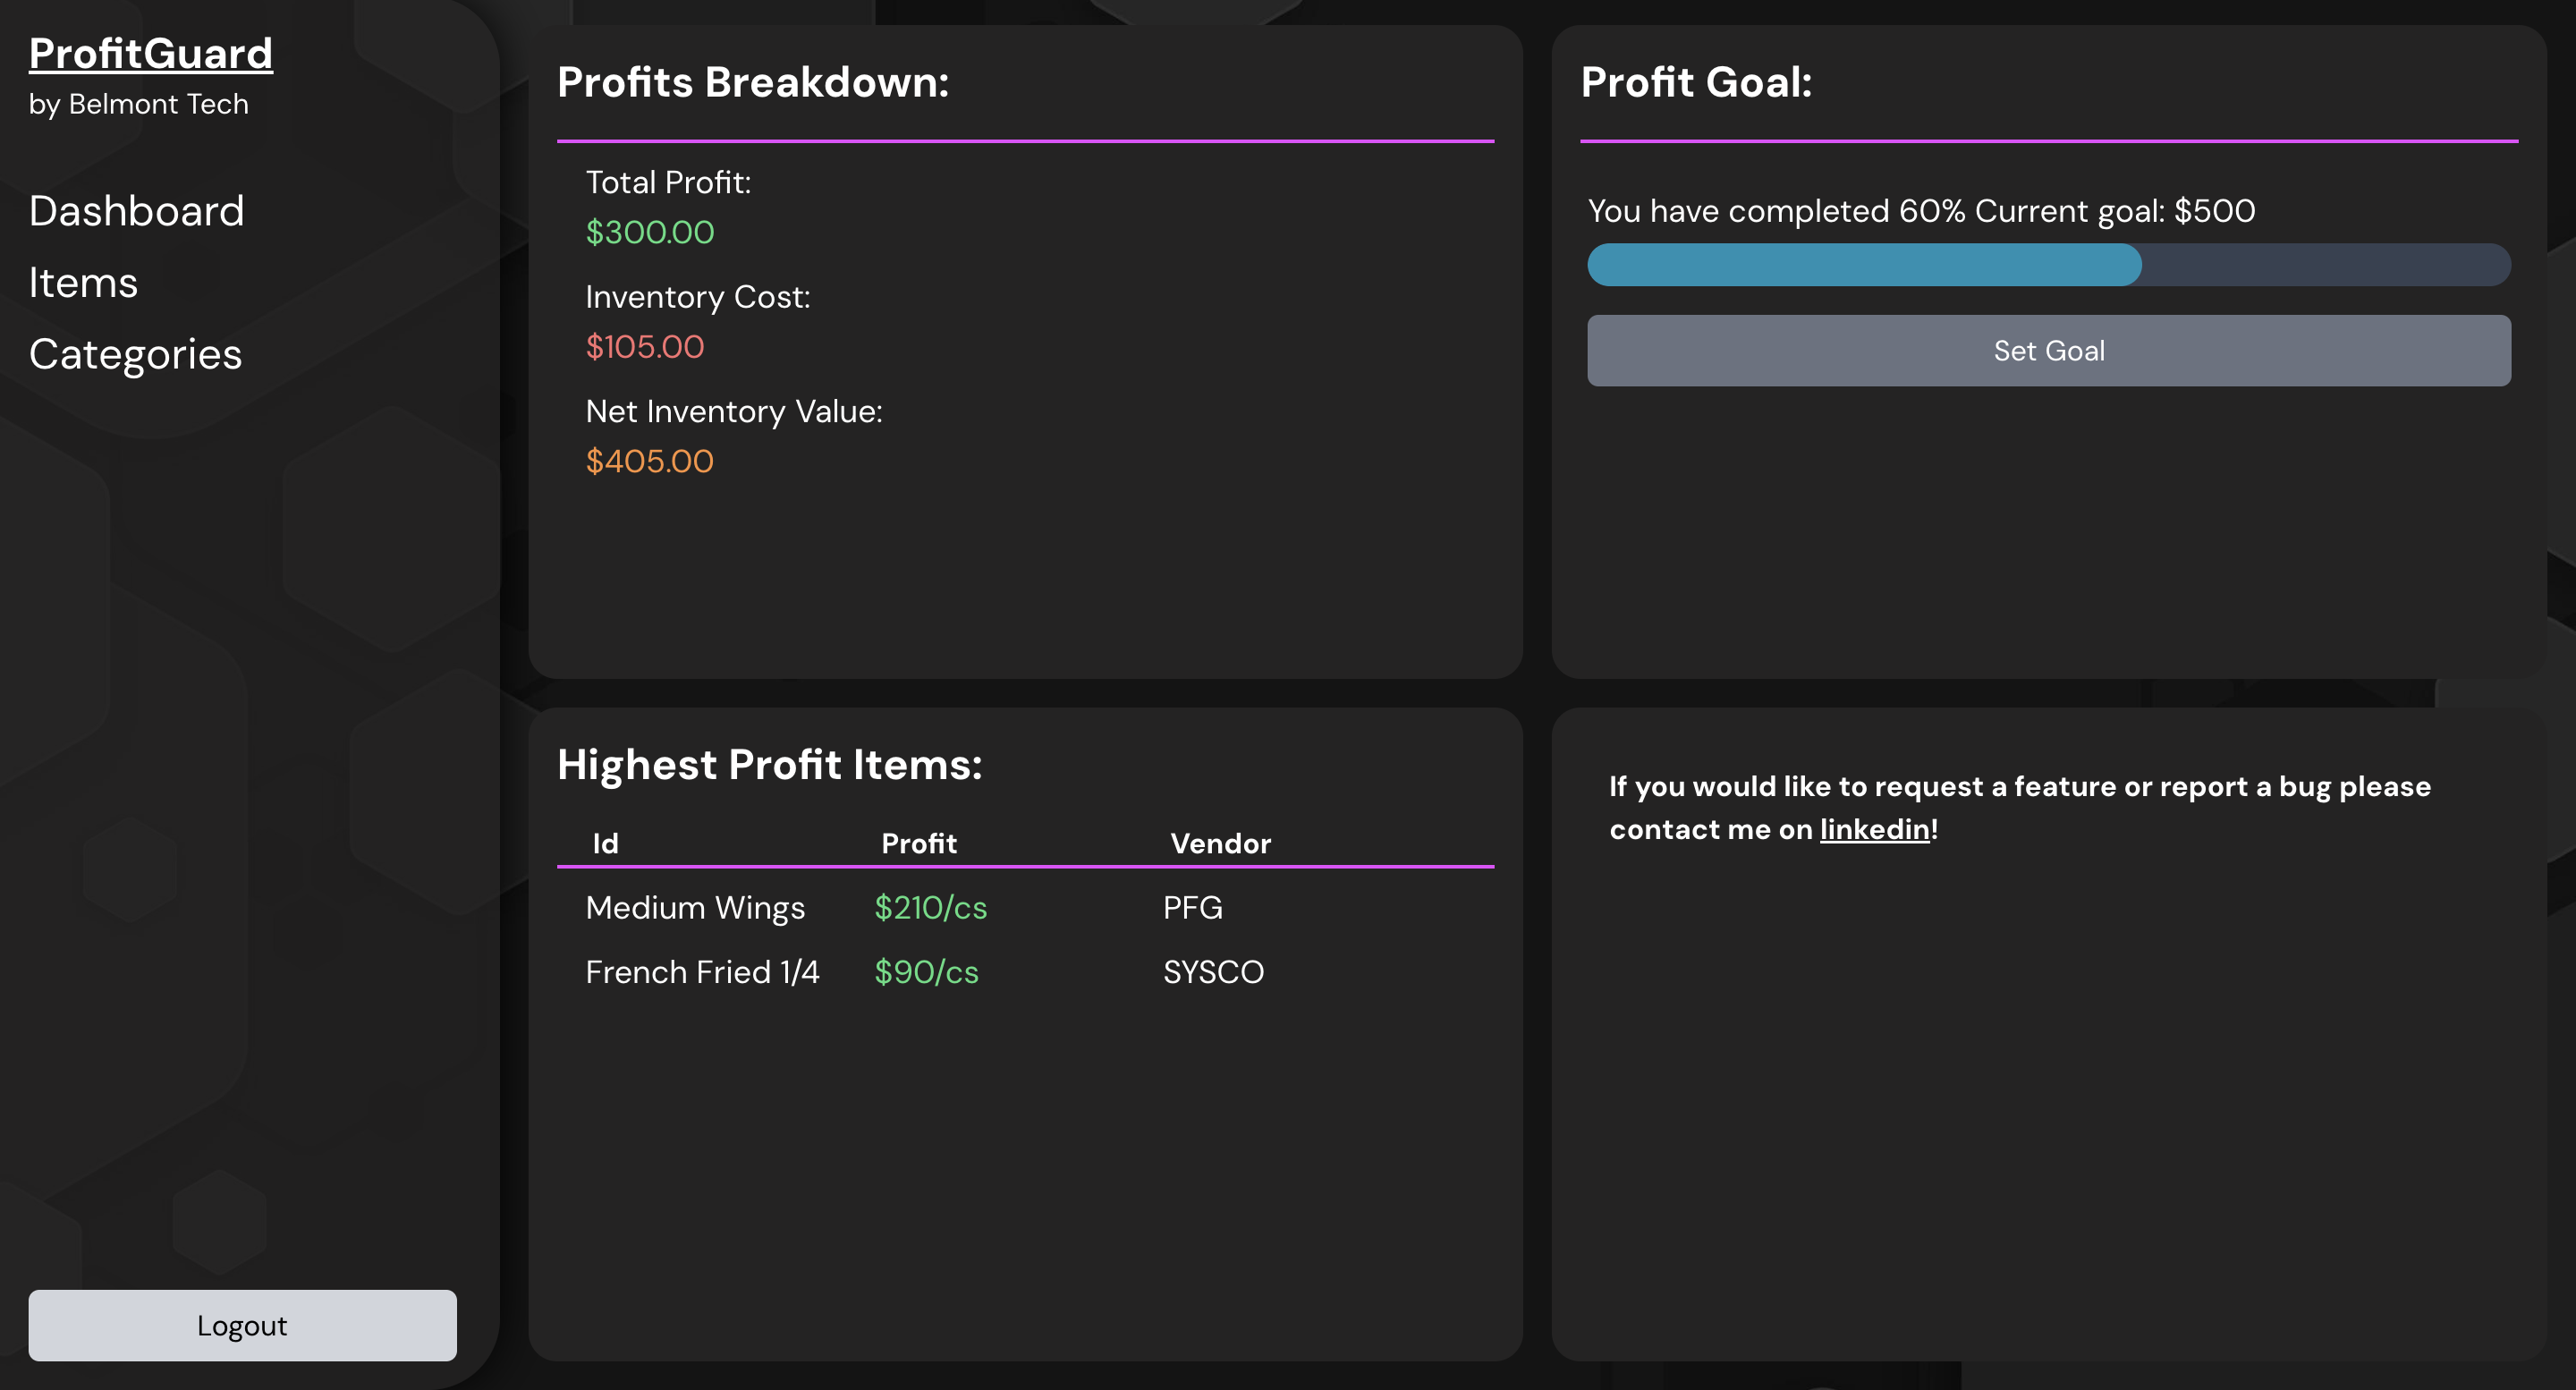 ProfitGuard
by Belmont Tech
Dashboard
Items
Categories
Logout
Profits Breakdown:
Total Profit:
$300.00
Inventory Cost:
$105.00
Net Inventory Value:
$405.00
Profit Goal:
You have completed 60% Current goal: $500
Set Goal
Highest Profit Items:
Id Profit Vendor
Medium Wings $210/cs PFG
French Fried 1/4 $90/cs SYSCO
If you would like to request a feature or report a bug please
contact me on linkedin!